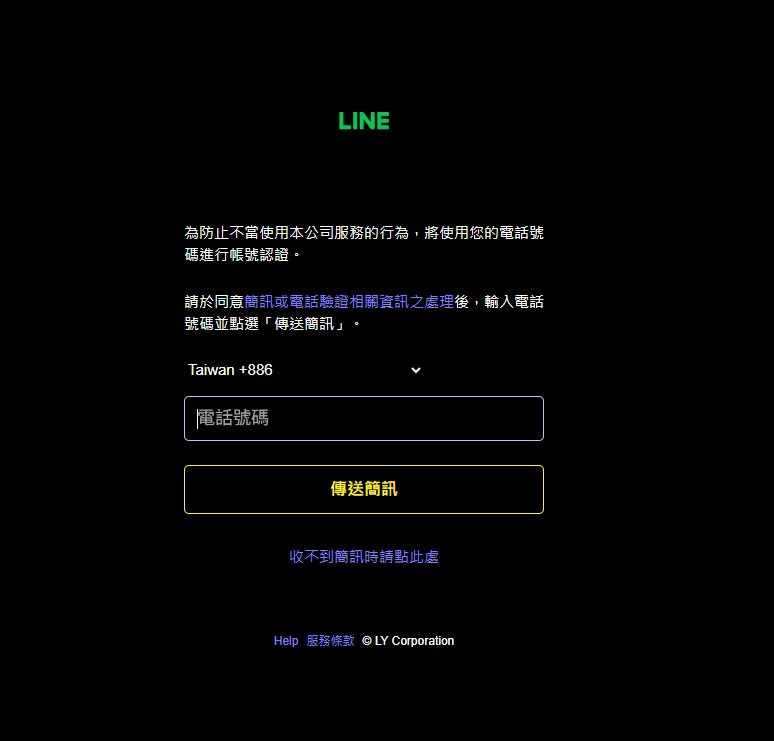 LINE
為防止不當使用本公司服務的行為，將使用您的電話號
碼進行帳號認證。
請於同意簡訊或電話驗證相關資訊之處理後，輸入電話
號碼並點選「傳送簡訊」。
Taiwan +886
電話號碼
傳送簡訊
收不到簡訊時請點此處
Help 服務條款 © LY Corporation